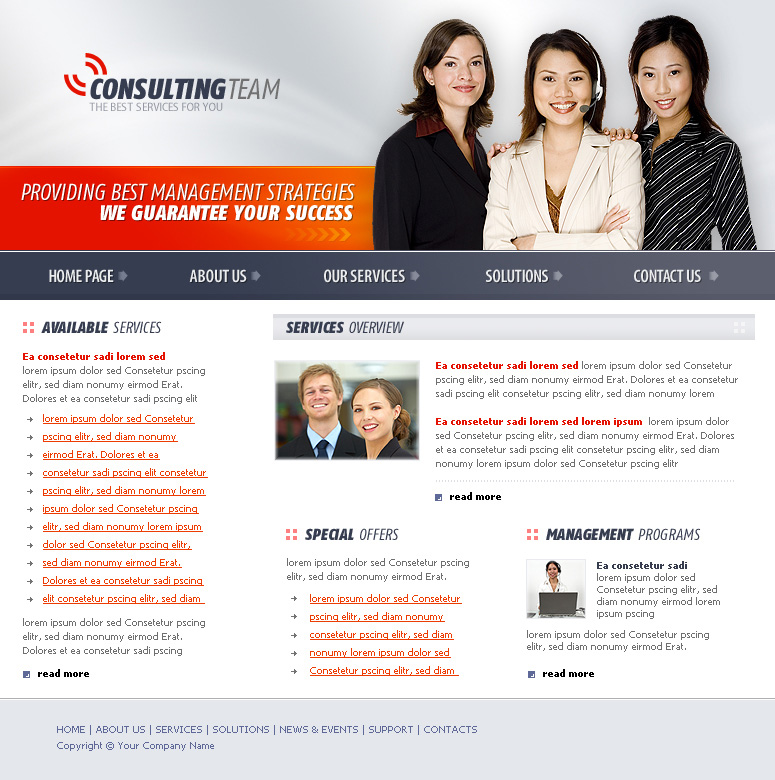 CONSULTING TEAM
THE BEST SERVICES FOR YOU
PROVIDING BEST MANAGEMENT STRATEGIES
WE GUARANTEE YOUR SUCCESS
HOME PAGE
ABOUT US
OUR SERVICES
SOLUTIONS
CONTACT US
AVAILABLE SERVICES
Ea consetetur sadi lorem sed
lorem ipsum dolor sed Consetetur pscing
elitr, sed diam nonumy eirmod Erat.
Dolores et ea consetetur sadi pscing elit
lorem ipsum dolor sed Consetetur
pscing elitr, sed diam nonumy
eirmod Erat. Dolores et ea
consetetur sadi pscing elit consetetur
pscing elitr, sed diam nonumy lorem
ipsum dolor sed Consetetur pscing
elitr, sed diam nonumy lorem ipsum
dolor sed Consetetur pscing elitr,
sed diam nonumy eirmod Erat.
Dolores et ea consetetur sadi pscing
elit consetetur pscing elitr, sed diam
lorem ipsum dolor sed Consetetur pscing
elitr, sed diam nonumy eirmod Erat.
Dolores et ea consetetur sadi pscing
read more
SERVICES OVERVIEW
Ea consetetur sadi lorem sed lorem ipsum dolor sed Consetetur
pscing elitr, sed diam nonumy eirmod Erat. Dolores et ea consetetur
sadi pscing elit consetetur pscing elitr, sed diam nonumy lorem
Ea consetetur sadi lorem sed lorem ipsum lorem ipsum dolor
sed Consetetur pscing elitr, sed diam nonumy eirmod Erat. Dolores
et ea consetetur sadi pscing elit consetetur pscing elitr, sed diam
nonumy lorem ipsum dolor sed Consetetur pscing elitr
read more
SPECIAL OFFERS
lorem ipsum dolor sed Consetetur pscing
elitr, sed diam nonumy eirmod Erat.
lorem ipsum dolor sed Consetetur
pscing elitr, sed diam nonumy
consetetur pscing elitr, sed diam
nonumy lorem ipsum dolor sed
Consetetur pscing elitr, sed diam
MANAGEMENT PROGRAMS
Ea consetetur sadi
lorem ipsum dolor sed
Consetetur pscing elitr, sed
diam nonumy eirmod lorem
ipsum pscing
lorem ipsum dolor sed Consetetur pscing
elitr, sed diam nonumy eirmod Erat.
read more
HOME | ABOUT US | SERVICES | SOLUTIONS | NEWS & EVENTS | SUPPORT | CONTACTS
Copyright © Your Company Name